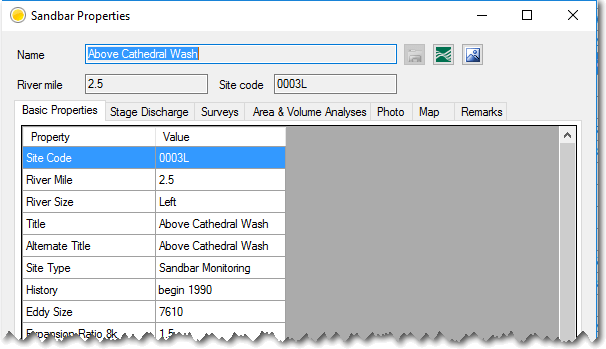 Sandbar Properties
Name Above Cathedral Wash
River mile 2.5 Site code 0003L
Basic Properties Stage Discharge Surveys Area & Volume Analyses Photo Map Remarks
Property Value
Site Code 0003L
River Mile 2.5
River Size Left
Title Above Cathedral Wash
Alternate Title Above Cathedral Wash
Site Type Sandbar Monitoring
History begin 1990
Eddy Size 7610
Expansion Ratio 8k 1.5